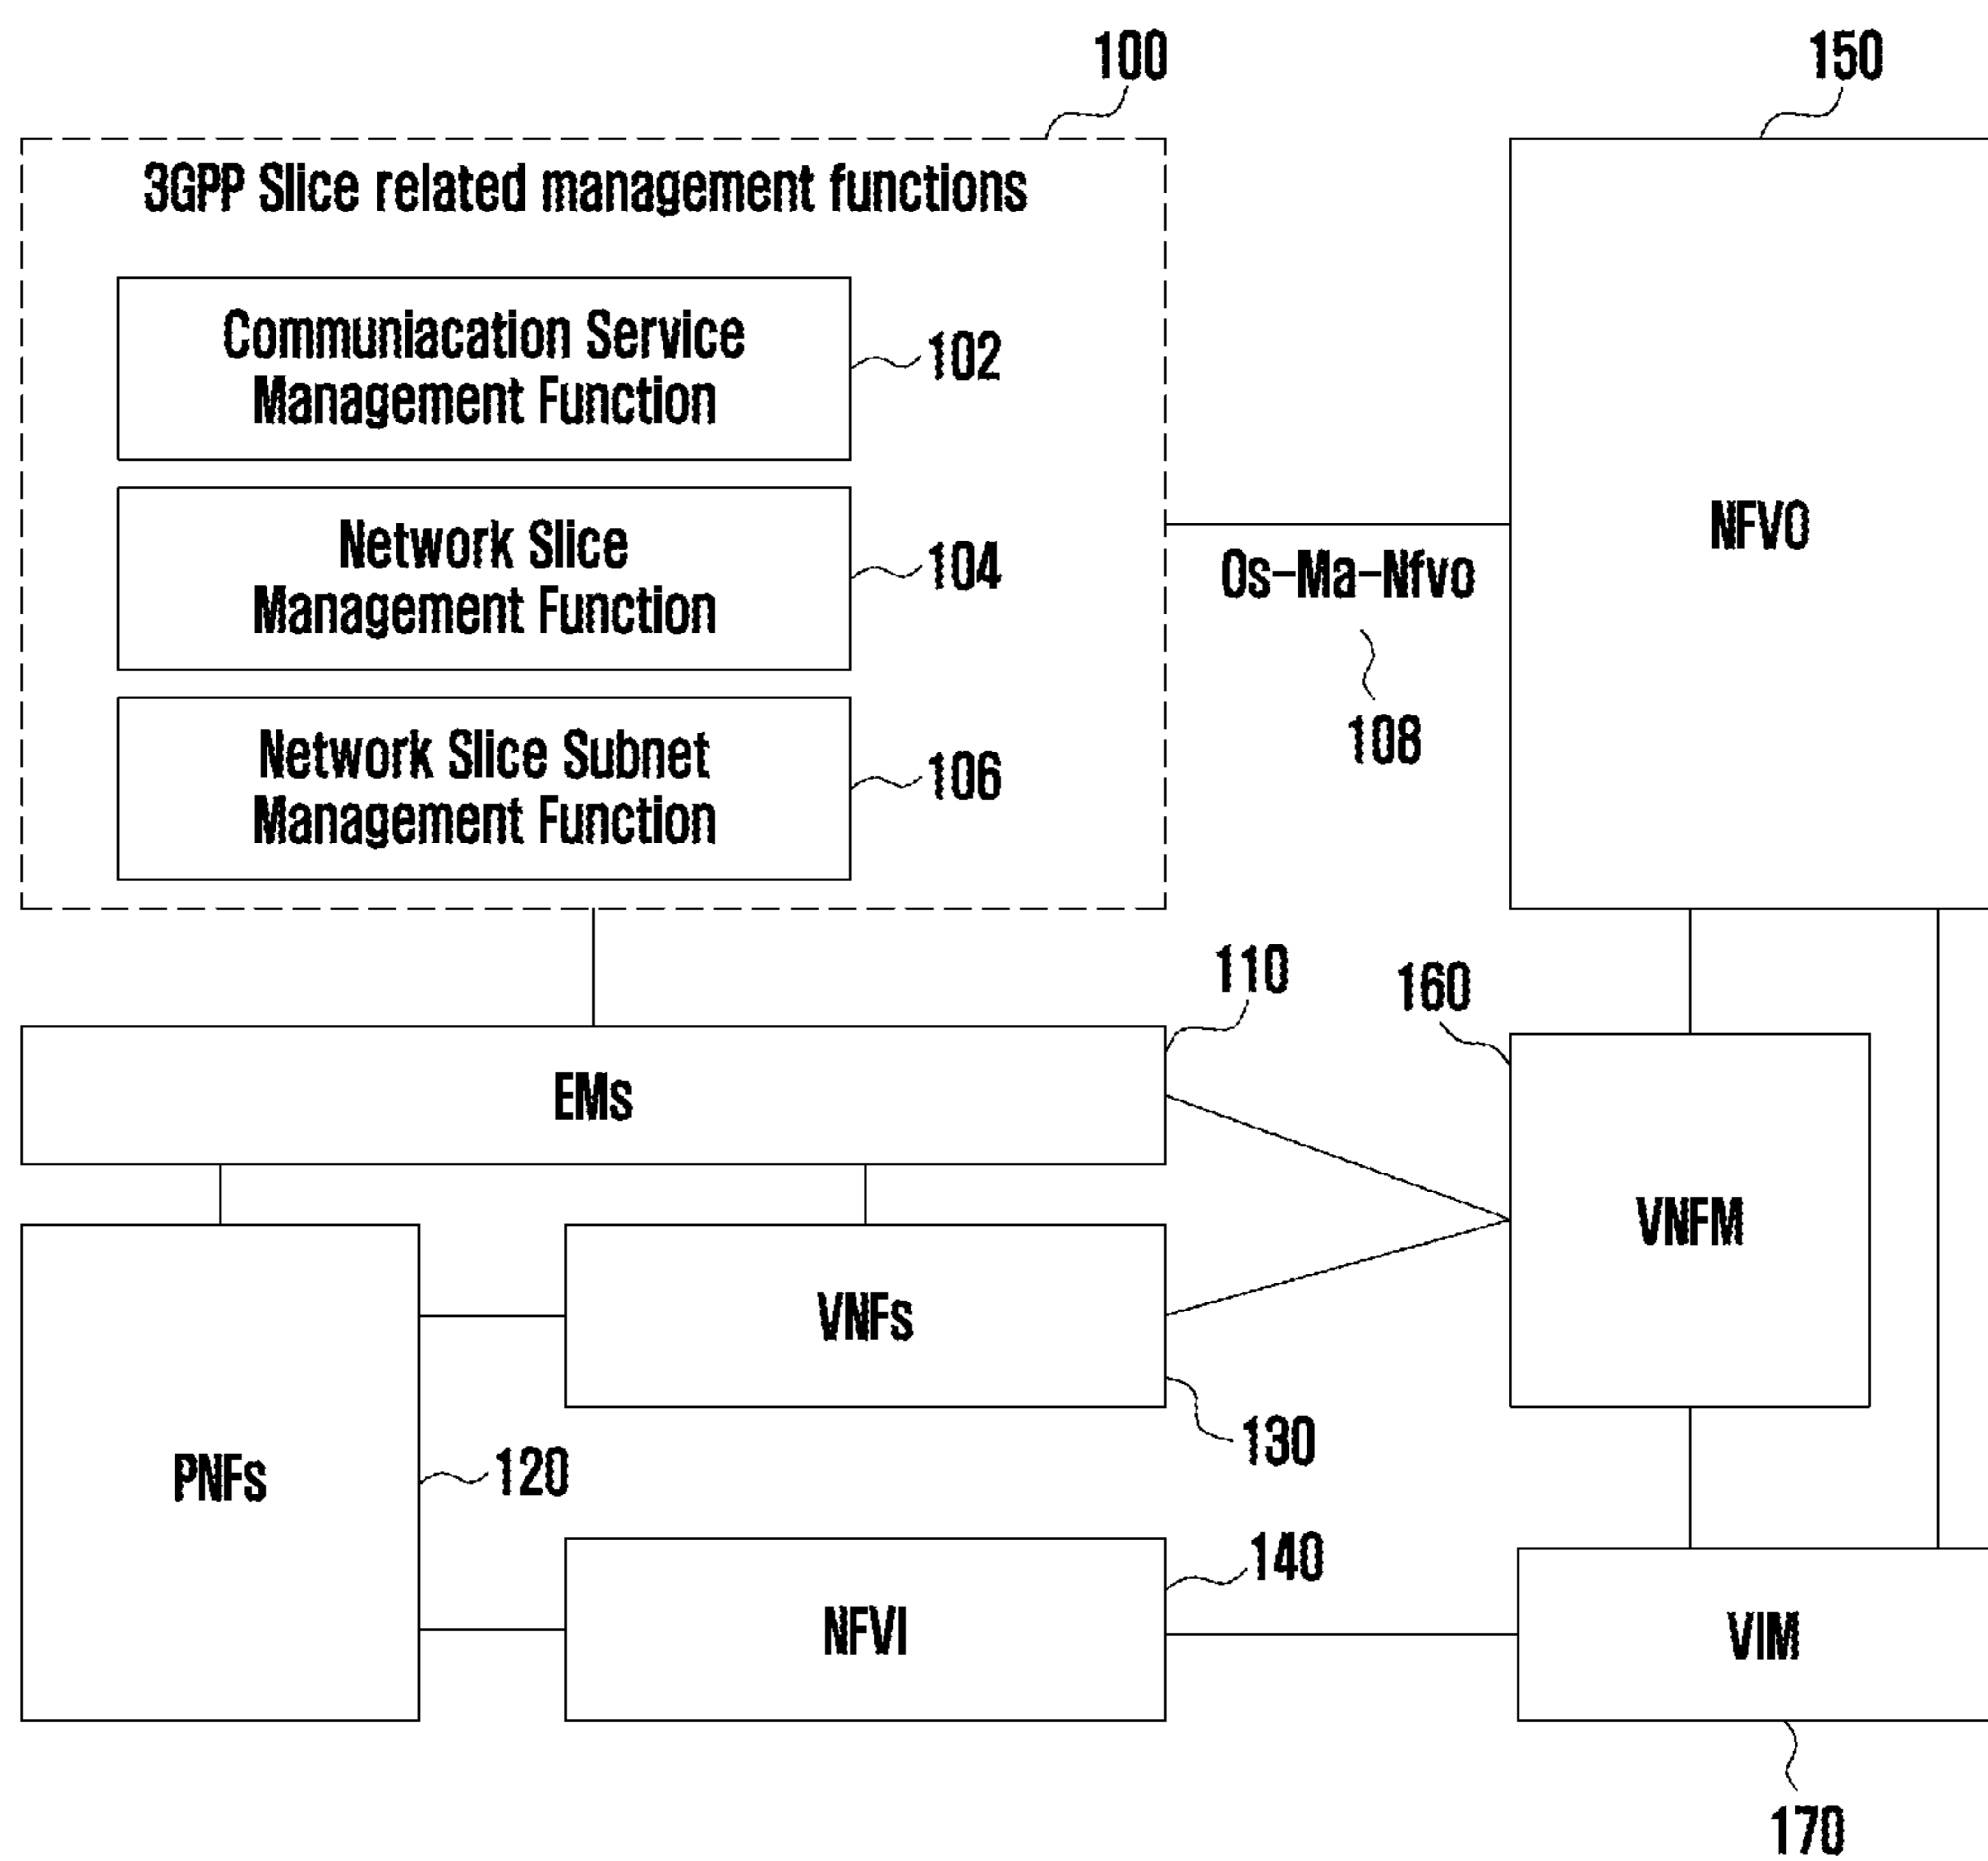 100
150
3GPP Slice related management functions
Communiacation Service
Management Function
102
Network Slice
Management Function
104
Network Slice Subnet
Management Function
106
Os-Ma-Nfvo
108
NFVO
110
160
EMs
VNFM
VNFs
130
PNFs
120
140
NFVI
VIM
170